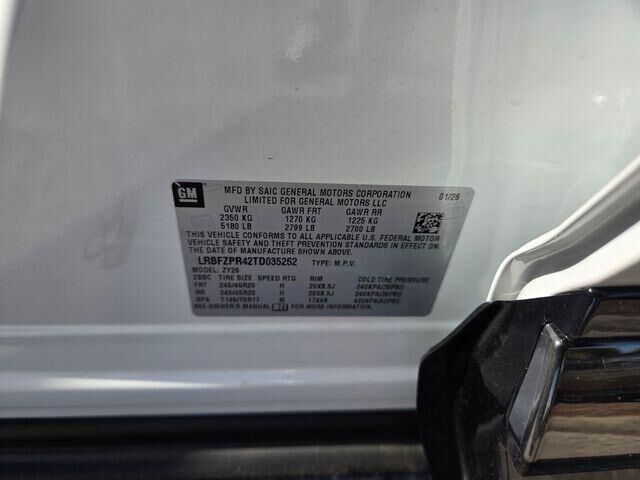 GM
MFD BY SAIC GENERAL MOTORS CORPORATION
LIMITED FOR GENERAL MOTORS LLC
01/26
GVWR GAWR FRT GAWR RR
2350 KG 1270 KG 1225 KG
5180 LB 2799 LB 2700 LB
THIS VEHICLE CONFORMS TO ALL APPLICABLE U.S. FEDERAL MOTOR
VEHICLE SAFETY AND THEFT PREVENTION STANDARDS IN EFFECT ON
THE DATE OF MANUFACTURE SHOWN ABOVE.
LRBFZPR42TD035252 TYPE: M.P.V.
MODEL: ZY26
ZBBC TIRE SIZE SPEED RTG RIM COLD TIRE PRESSURE
FRT 245/45R20 H 20X8.5J 240KPA(35PSI)
RR 245/45R20 H 20X8.5J 240KPA(35PSI)
SPA T145/70R17 17X4B 420KPA(60PSI)
SEE OWNER'S MANUAL FOR MORE INFORMATION.